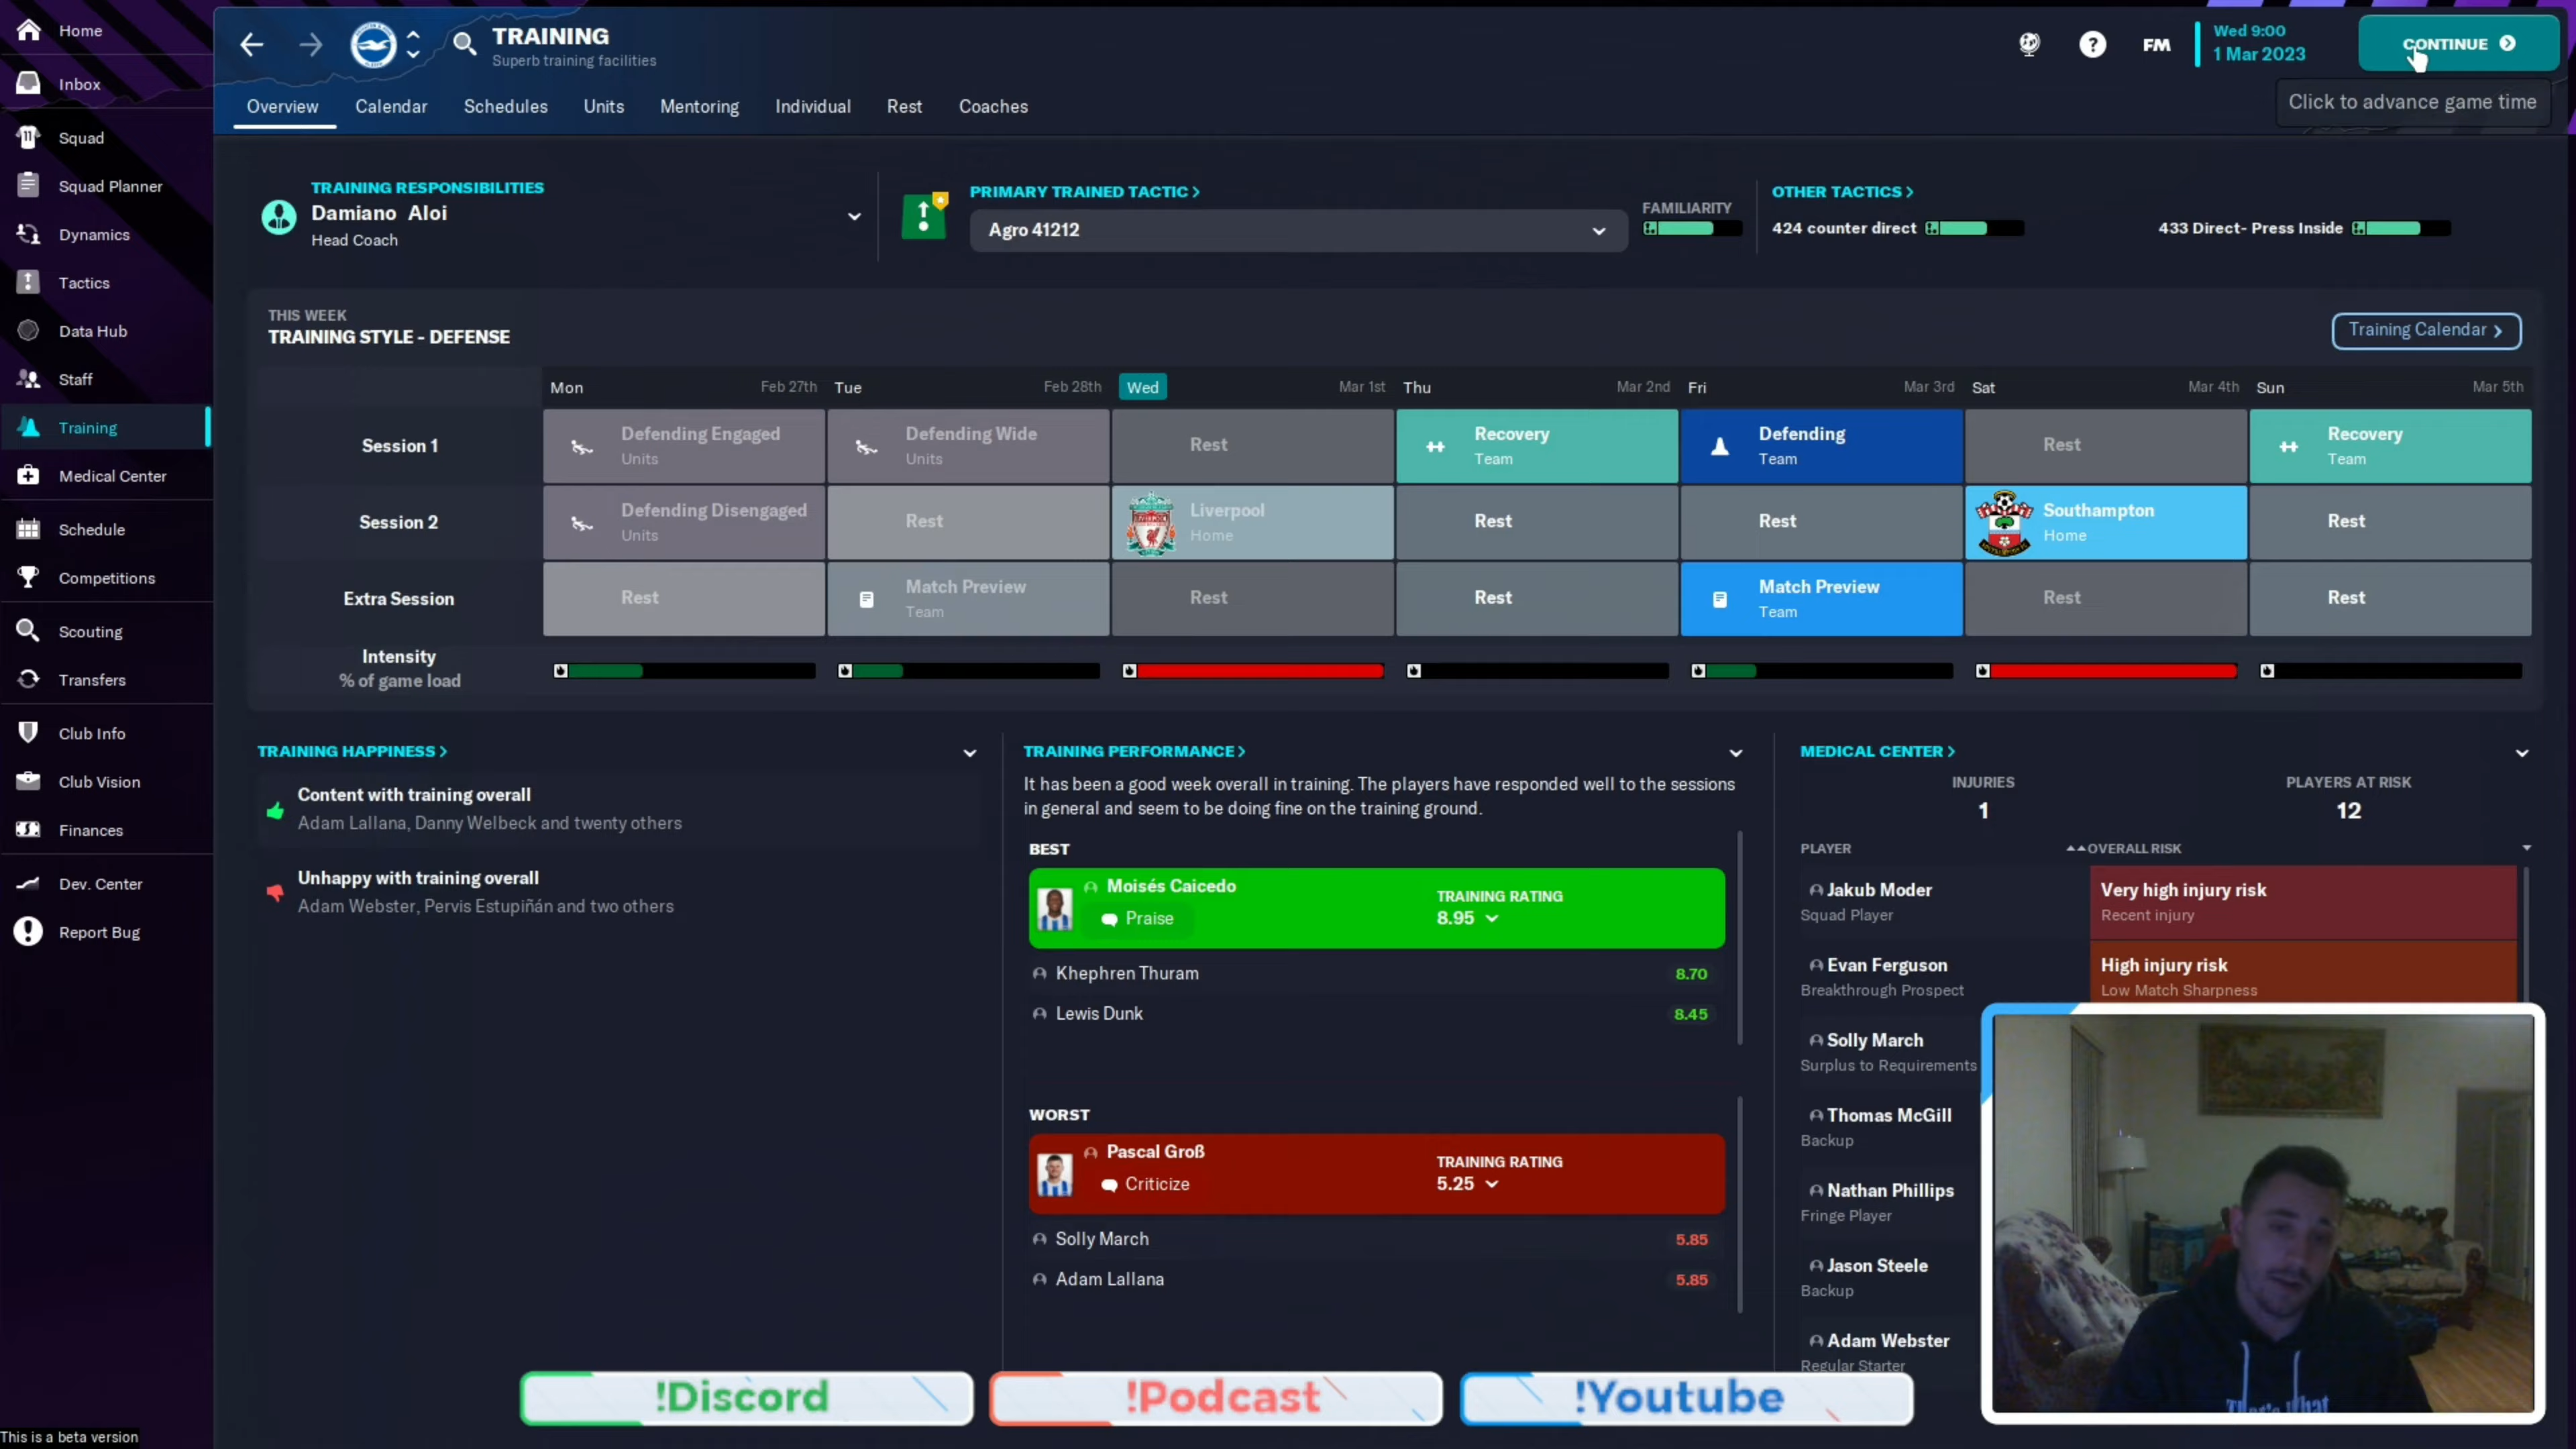 Home
Inbox
Squad
Squad Planner
Dynamics
Tactics
Data Hub
Staff
Training
Medical Center
Schedule
Competitions
Scouting
Transfers
Club Info
Club Vision
Finances
Dev. Center
Report Bug
This is a beta version
TRAINING
Superb training facilities
FM
Wed 9:00
1 Mar 2023
CONTINUE
Click to advance game time
Overview Calendar Schedules Units Mentoring Individual Rest Coaches
TRAINING RESPONSIBILITIES
Damiano Aloi
Head Coach
PRIMARY TRAINED TACTIC >
Agro 41212
FAMILIARITY
OTHER TACTICS >
424 counter direct
433 Direct- Press Inside
THIS WEEK
TRAINING STYLE - DEFENSE
Training Calendar >
Mon Feb 27th Tue Feb 28th Wed Mar 1st Thu Mar 2nd Fri Mar 3rd Sat Mar 4th Sun Mar 5th
Session 1
Defending Engaged
Units
Defending Wide
Units
Rest
Recovery
Team
Defending
Team
Rest
Recovery
Team
Session 2
Defending Disengaged
Units
Rest
Liverpool
Home
Rest
Rest
Southampton
Home
Rest
Extra Session
Rest
Match Preview
Team
Rest
Rest
Match Preview
Team
Rest
Rest
Intensity
% of game load
TRAINING HAPPINESS >
Content with training overall
Adam Lallana, Danny Welbeck and twenty others
Unhappy with training overall
Adam Webster, Pervis Estupiñán and two others
TRAINING PERFORMANCE >
It has been a good week overall in training. The players have responded well to the sessions
in general and seem to be doing fine on the training ground.
BEST
Moisés Caicedo
Praise
TRAINING RATING
8.95
Khephren Thuram 8.70
Lewis Dunk 8.45
WORST
Pascal Groß
Criticize
TRAINING RATING
5.25
Solly March 5.85
Adam Lallana 5.85
MEDICAL CENTER >
INJURIES
1
PLAYERS AT RISK
12
PLAYER OVERALL RISK
Jakub Moder
Squad Player
Very high injury risk
Recent injury
Evan Ferguson
Breakthrough Prospect
High injury risk
Low Match Sharpness
Solly March
Surplus to Requirements
Thomas McGill
Backup
Nathan Phillips
Fringe Player
Jason Steele
Backup
Adam Webster
Regular Starter
!Discord
!Podcast
!Youtube